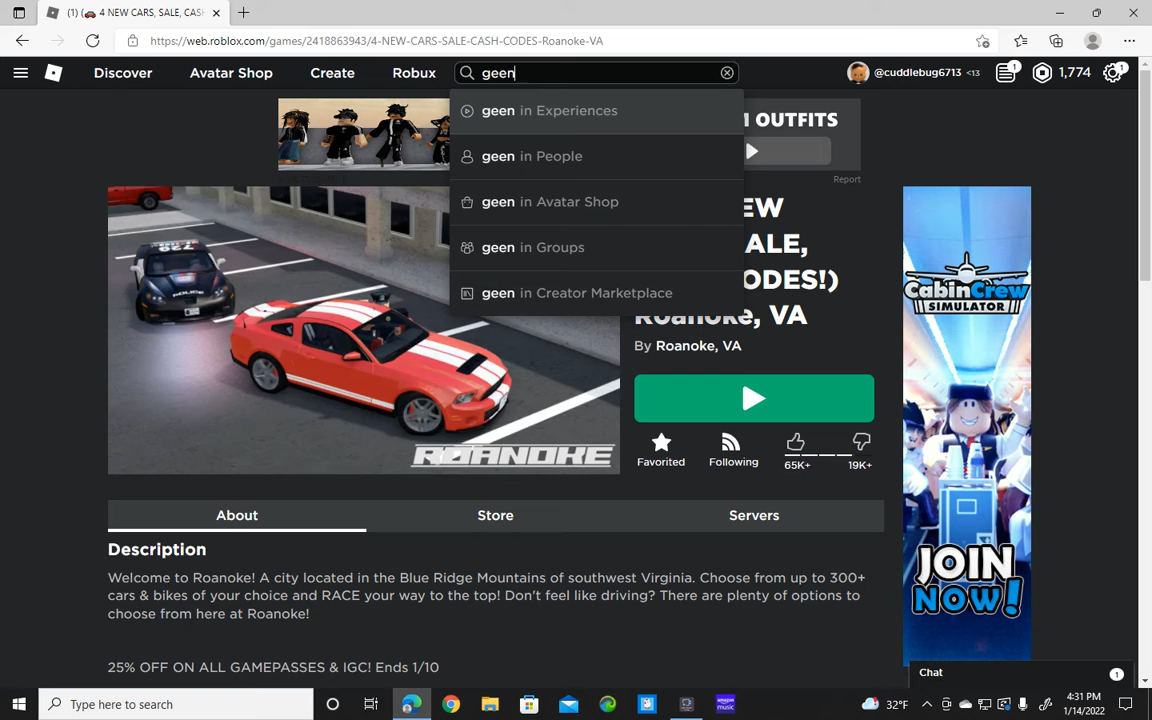 (1) (🚗 4 NEW CARS, SALE, CASH
https://web.roblox.com/games/2418863943/4-NEW-CARS-SALE-CASH-CODES-Roanoke-VA
Discover
Avatar Shop
Create
Robux
geen
@cuddlebug6713 <13
1
1,774
1
geen in Experiences
geen in People
geen in Avatar Shop
geen in Groups
geen in Creator Marketplace
OUTFITS
Report
729
POLICE
ROANOKE
EW
ALE,
ODES!)
Roanoke, VA
By Roanoke, VA
Favorited
Following
65K+
19K+
CabinCrew
SIMULATOR
JOIN
NOW!
About
Store
Servers
Description
Welcome to Roanoke! A city located in the Blue Ridge Mountains of southwest Virginia. Choose from up to 300+
cars & bikes of your choice and RACE your way to the top! Don't feel like driving? There are plenty of options to
choose from here at Roanoke!
25% OFF ON ALL GAMEPASSES & IGC! Ends 1/10
Chat
1
Type here to search
amazon
music
32°F
4:31 PM
1/14/2022